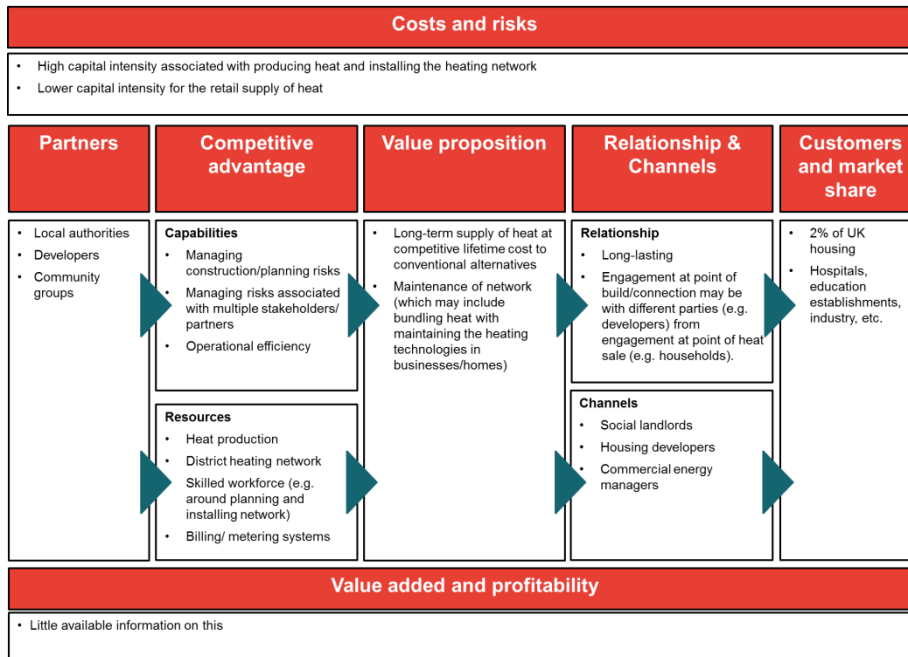 Costs and risks
• High capital intensity associated with producing heat and installing the heating network
• Lower capital intensity for the retail supply of heat
Partners
Competitive
advantage
Value proposition
Relationship &
Channels
Customers
and market
share
• Local authorities
• Developers
• Community
groups
Capabilities
• Managing
construction/planning risks
• Managing risks associated
with multiple stakeholders/
partners
• Operational efficiency
Resources
• Heat production
• District heating network
• Skilled workforce (e.g.
around planning and
installing network)
• Billing/ metering systems
• Long-term supply of heat at
competitive lifetime cost to
conventional alternatives
• Maintenance of network
(which may include
bundling heat with
maintaining the heating
technologies in
businesses/homes)
Relationship
• Long-lasting
• Engagement at point of
build/connection may be
with different parties (e.g.
developers) from
engagement at point of heat
sale (e.g. households).
Channels
• Social landlords
• Housing developers
• Commercial energy
managers
• 2% of UK
housing
• Hospitals,
education
establishments,
industry, etc.
Value added and profitability
• Little available information on this